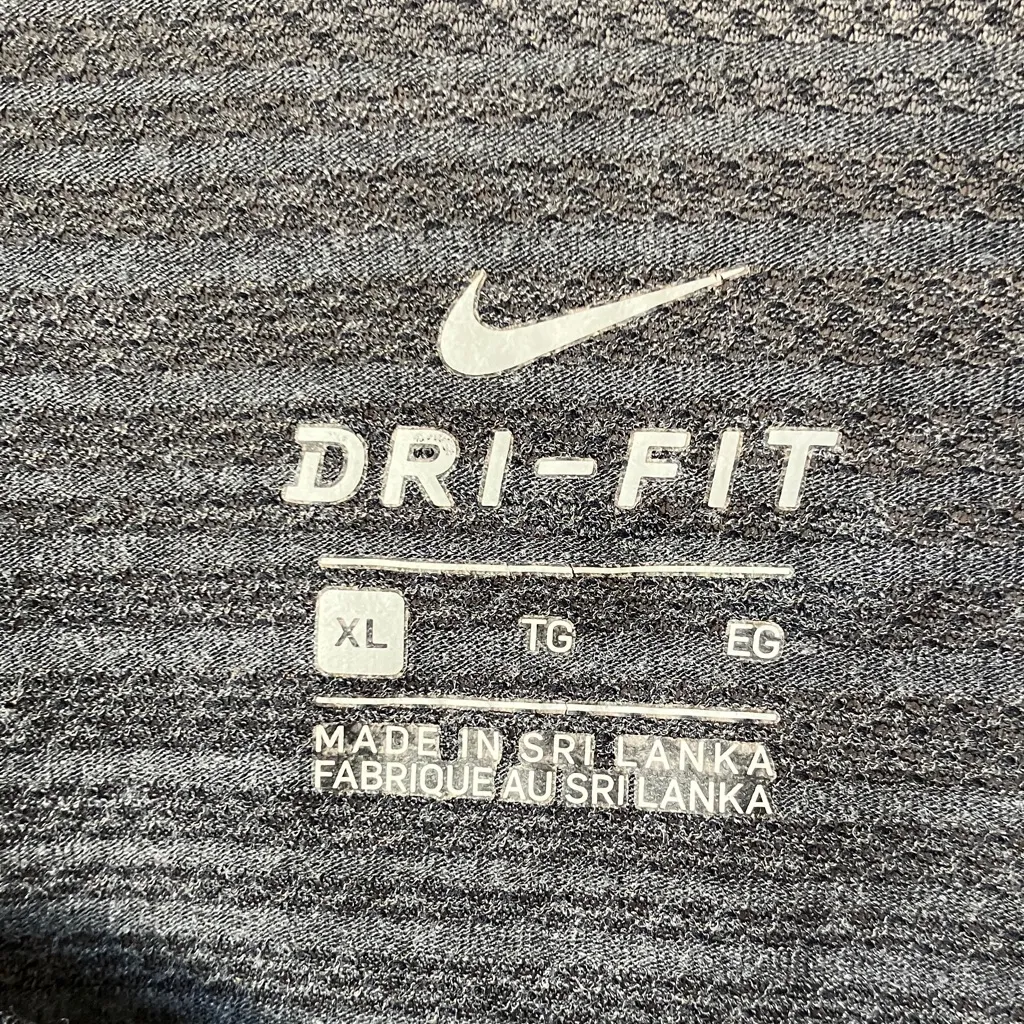 DRI-FIT
XL TG EG
MADE IN SRI LANKA
FABRIQUE AU SRI LANKA